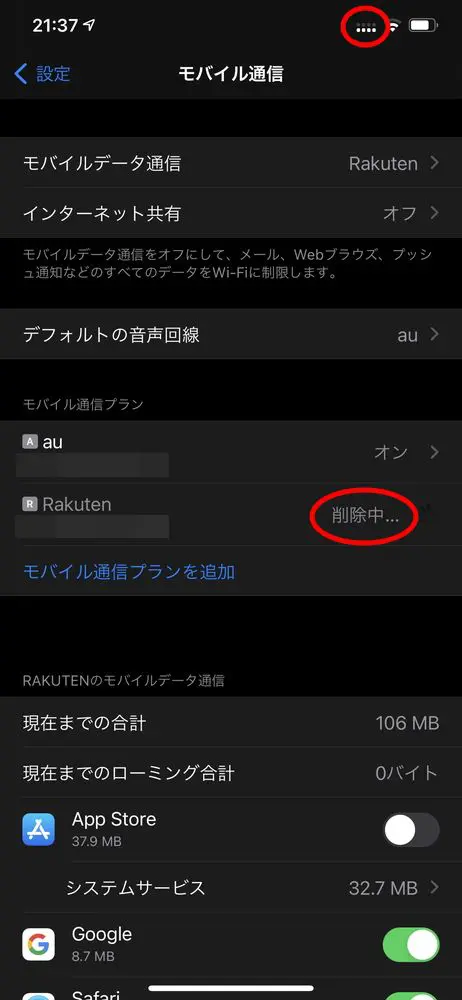 21:37
設定
モバイル通信
モバイルデータ通信
Rakuten
インターネット共有
オフ
モバイルデータ通信をオフにして、メール、Webブラウズ、プッシ
ュ通知などのすべてのデータをWi-Fiに制限します。
デフォルトの音声回線
au
モバイル通信プラン
A au
オン
R Rakuten
削除中...
モバイル通信プランを追加
RAKUTENのモバイルデータ通信
現在までの合計
106 MB
現在までのローミング合計
0バイト
App Store
37.9 MB
システムサービス
32.7 MB
Google
8.7 MB
Safari